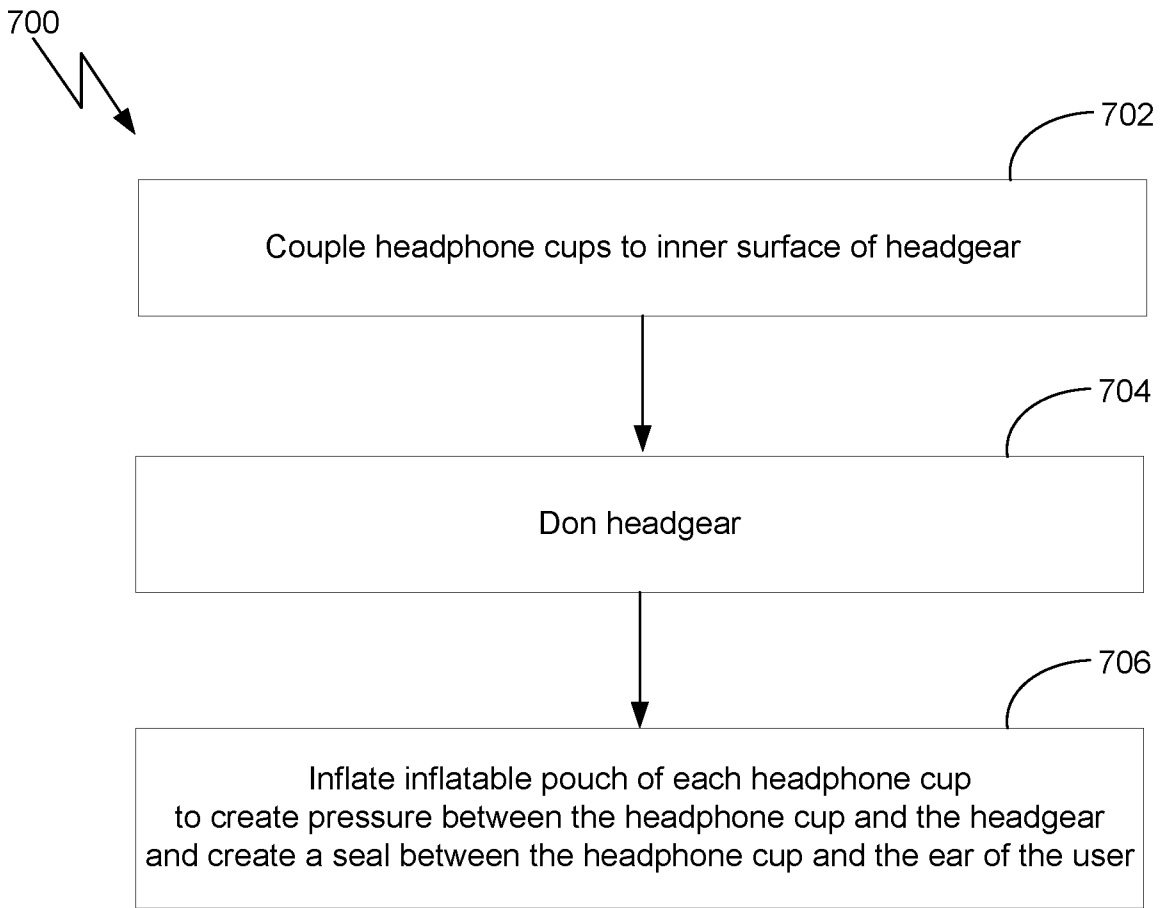 700
702
Couple headphone cups to inner surface of headgear
704
Don headgear
706
Inflate inflatable pouch of each headphone cup
to create pressure between the headphone cup and the headgear
and create a seal between the headphone cup and the ear of the user